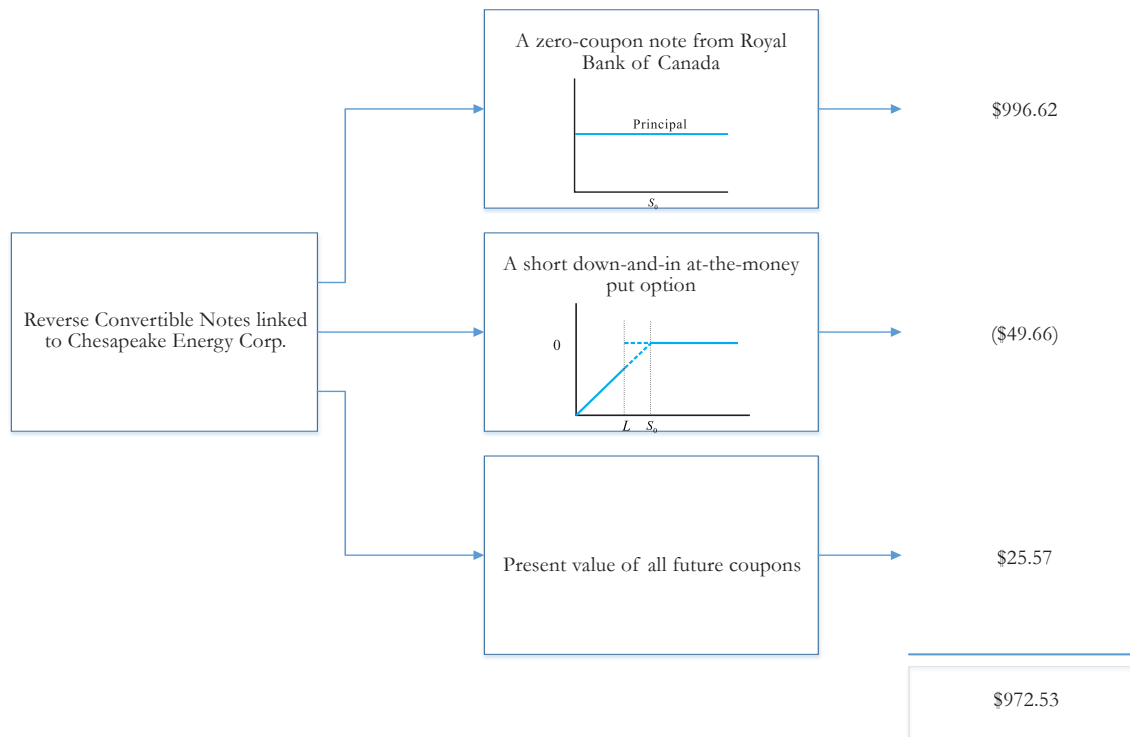 A zero-coupon note from Royal
Bank of Canada
Principal
S₀
$996.62
Reverse Convertible Notes linked
to Chesapeake Energy Corp.
A short down-and-in at-the-money
put option
0
L S₀
($49.66)
Present value of all future coupons
$25.57
$972.53